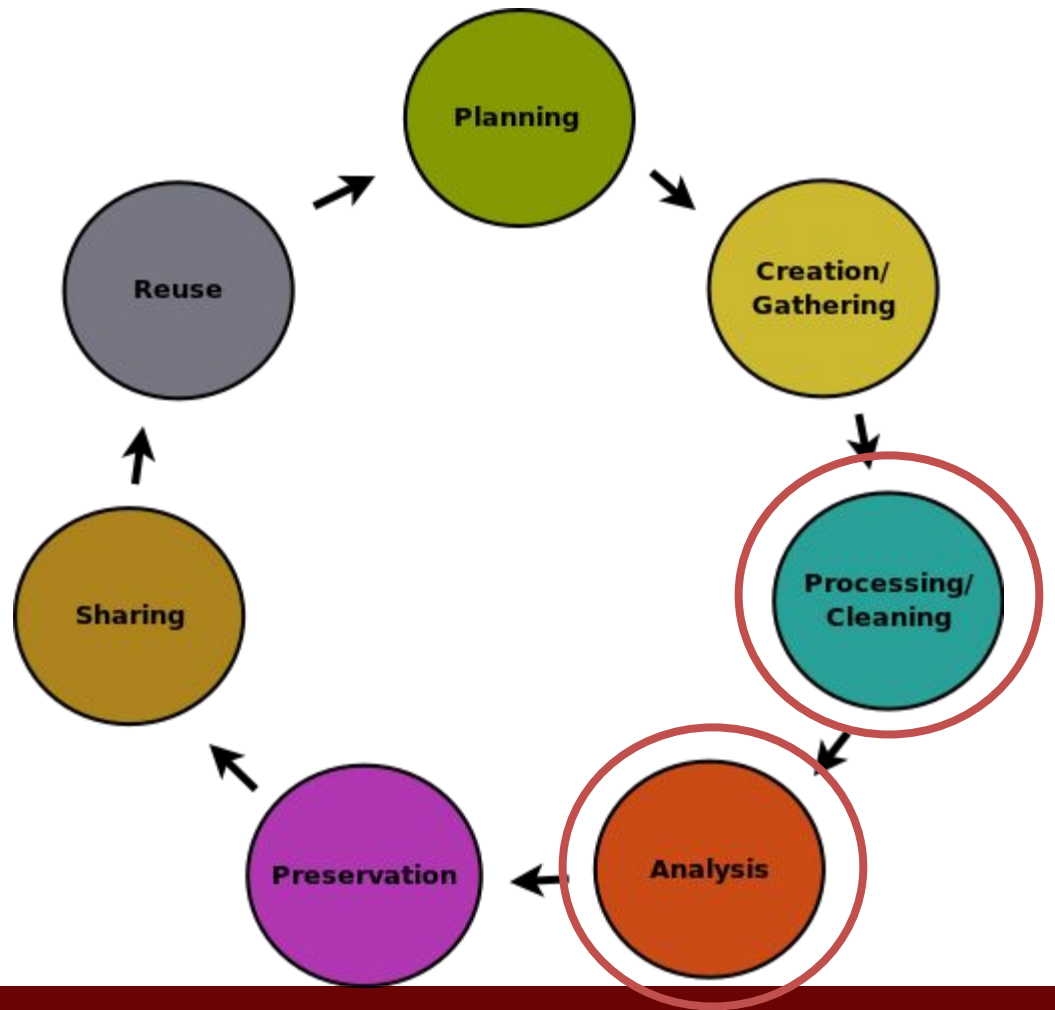 Planning
Creation/
Gathering
Processing/
Cleaning
Analysis
Preservation
Sharing
Reuse